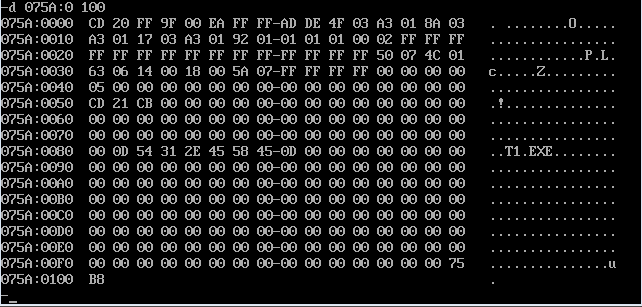 -d 075A:0 100
075A:0000 CD 20 FF 9F 00 EA FF FF-AD DE 4F 03 A3 01 8A 03 . ........O.....
075A:0010 A3 01 17 03 A3 01 92 01-01 01 01 00 02 FF FF FF ................
075A:0020 FF FF FF FF FF FF FF FF-FF FF FF FF 50 07 4C 01 ............P.L.
075A:0030 63 06 14 00 18 00 5A 07-FF FF FF FF 00 00 00 00 c.....Z.........
075A:0040 05 00 00 00 00 00 00 00-00 00 00 00 00 00 00 00 ................
075A:0050 CD 21 CB 00 00 00 00 00-00 00 00 00 00 00 00 00 .!..............
075A:0060 00 00 00 00 00 00 00 00-00 00 00 00 00 00 00 00 ................
075A:0070 00 00 00 00 00 00 00 00-00 00 00 00 00 00 00 00 ................
075A:0080 00 0D 54 31 2E 45 58 45-0D 00 00 00 00 00 00 00 ..T1.EXE........
075A:0090 00 00 00 00 00 00 00 00-00 00 00 00 00 00 00 00 ................
075A:00A0 00 00 00 00 00 00 00 00-00 00 00 00 00 00 00 00 ................
075A:00B0 00 00 00 00 00 00 00 00-00 00 00 00 00 00 00 00 ................
075A:00C0 00 00 00 00 00 00 00 00-00 00 00 00 00 00 00 00 ................
075A:00D0 00 00 00 00 00 00 00 00-00 00 00 00 00 00 00 00 ................
075A:00E0 00 00 00 00 00 00 00 00-00 00 00 00 00 00 00 00 ................
075A:00F0 00 00 00 00 00 00 00 00-00 00 00 00 00 00 00 75 ...............u
075A:0100 B8 .
-_